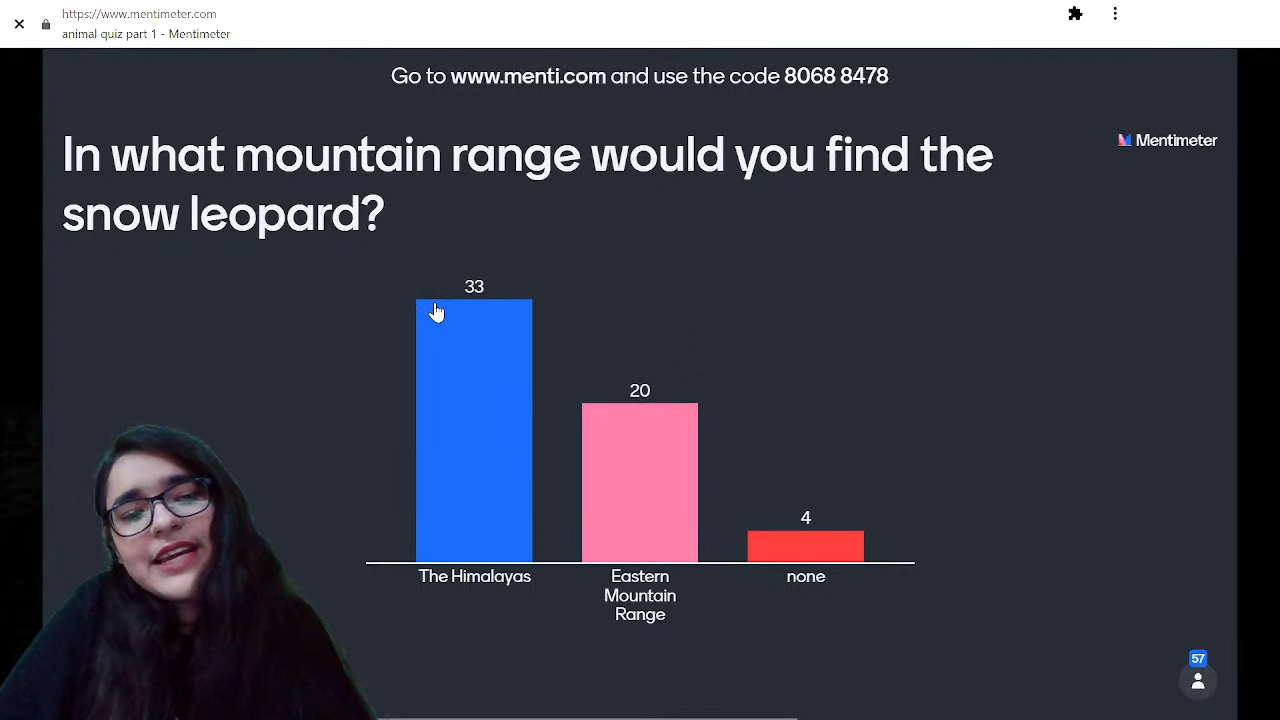 https://www.mentimeter.com
animal quiz part 1 - Mentimeter
Go to www.menti.com and use the code 8068 8478
In what mountain range would you find the
snow leopard?
Mentimeter
33
20
4
The Himalayas
Eastern
Mountain
Range
none
57